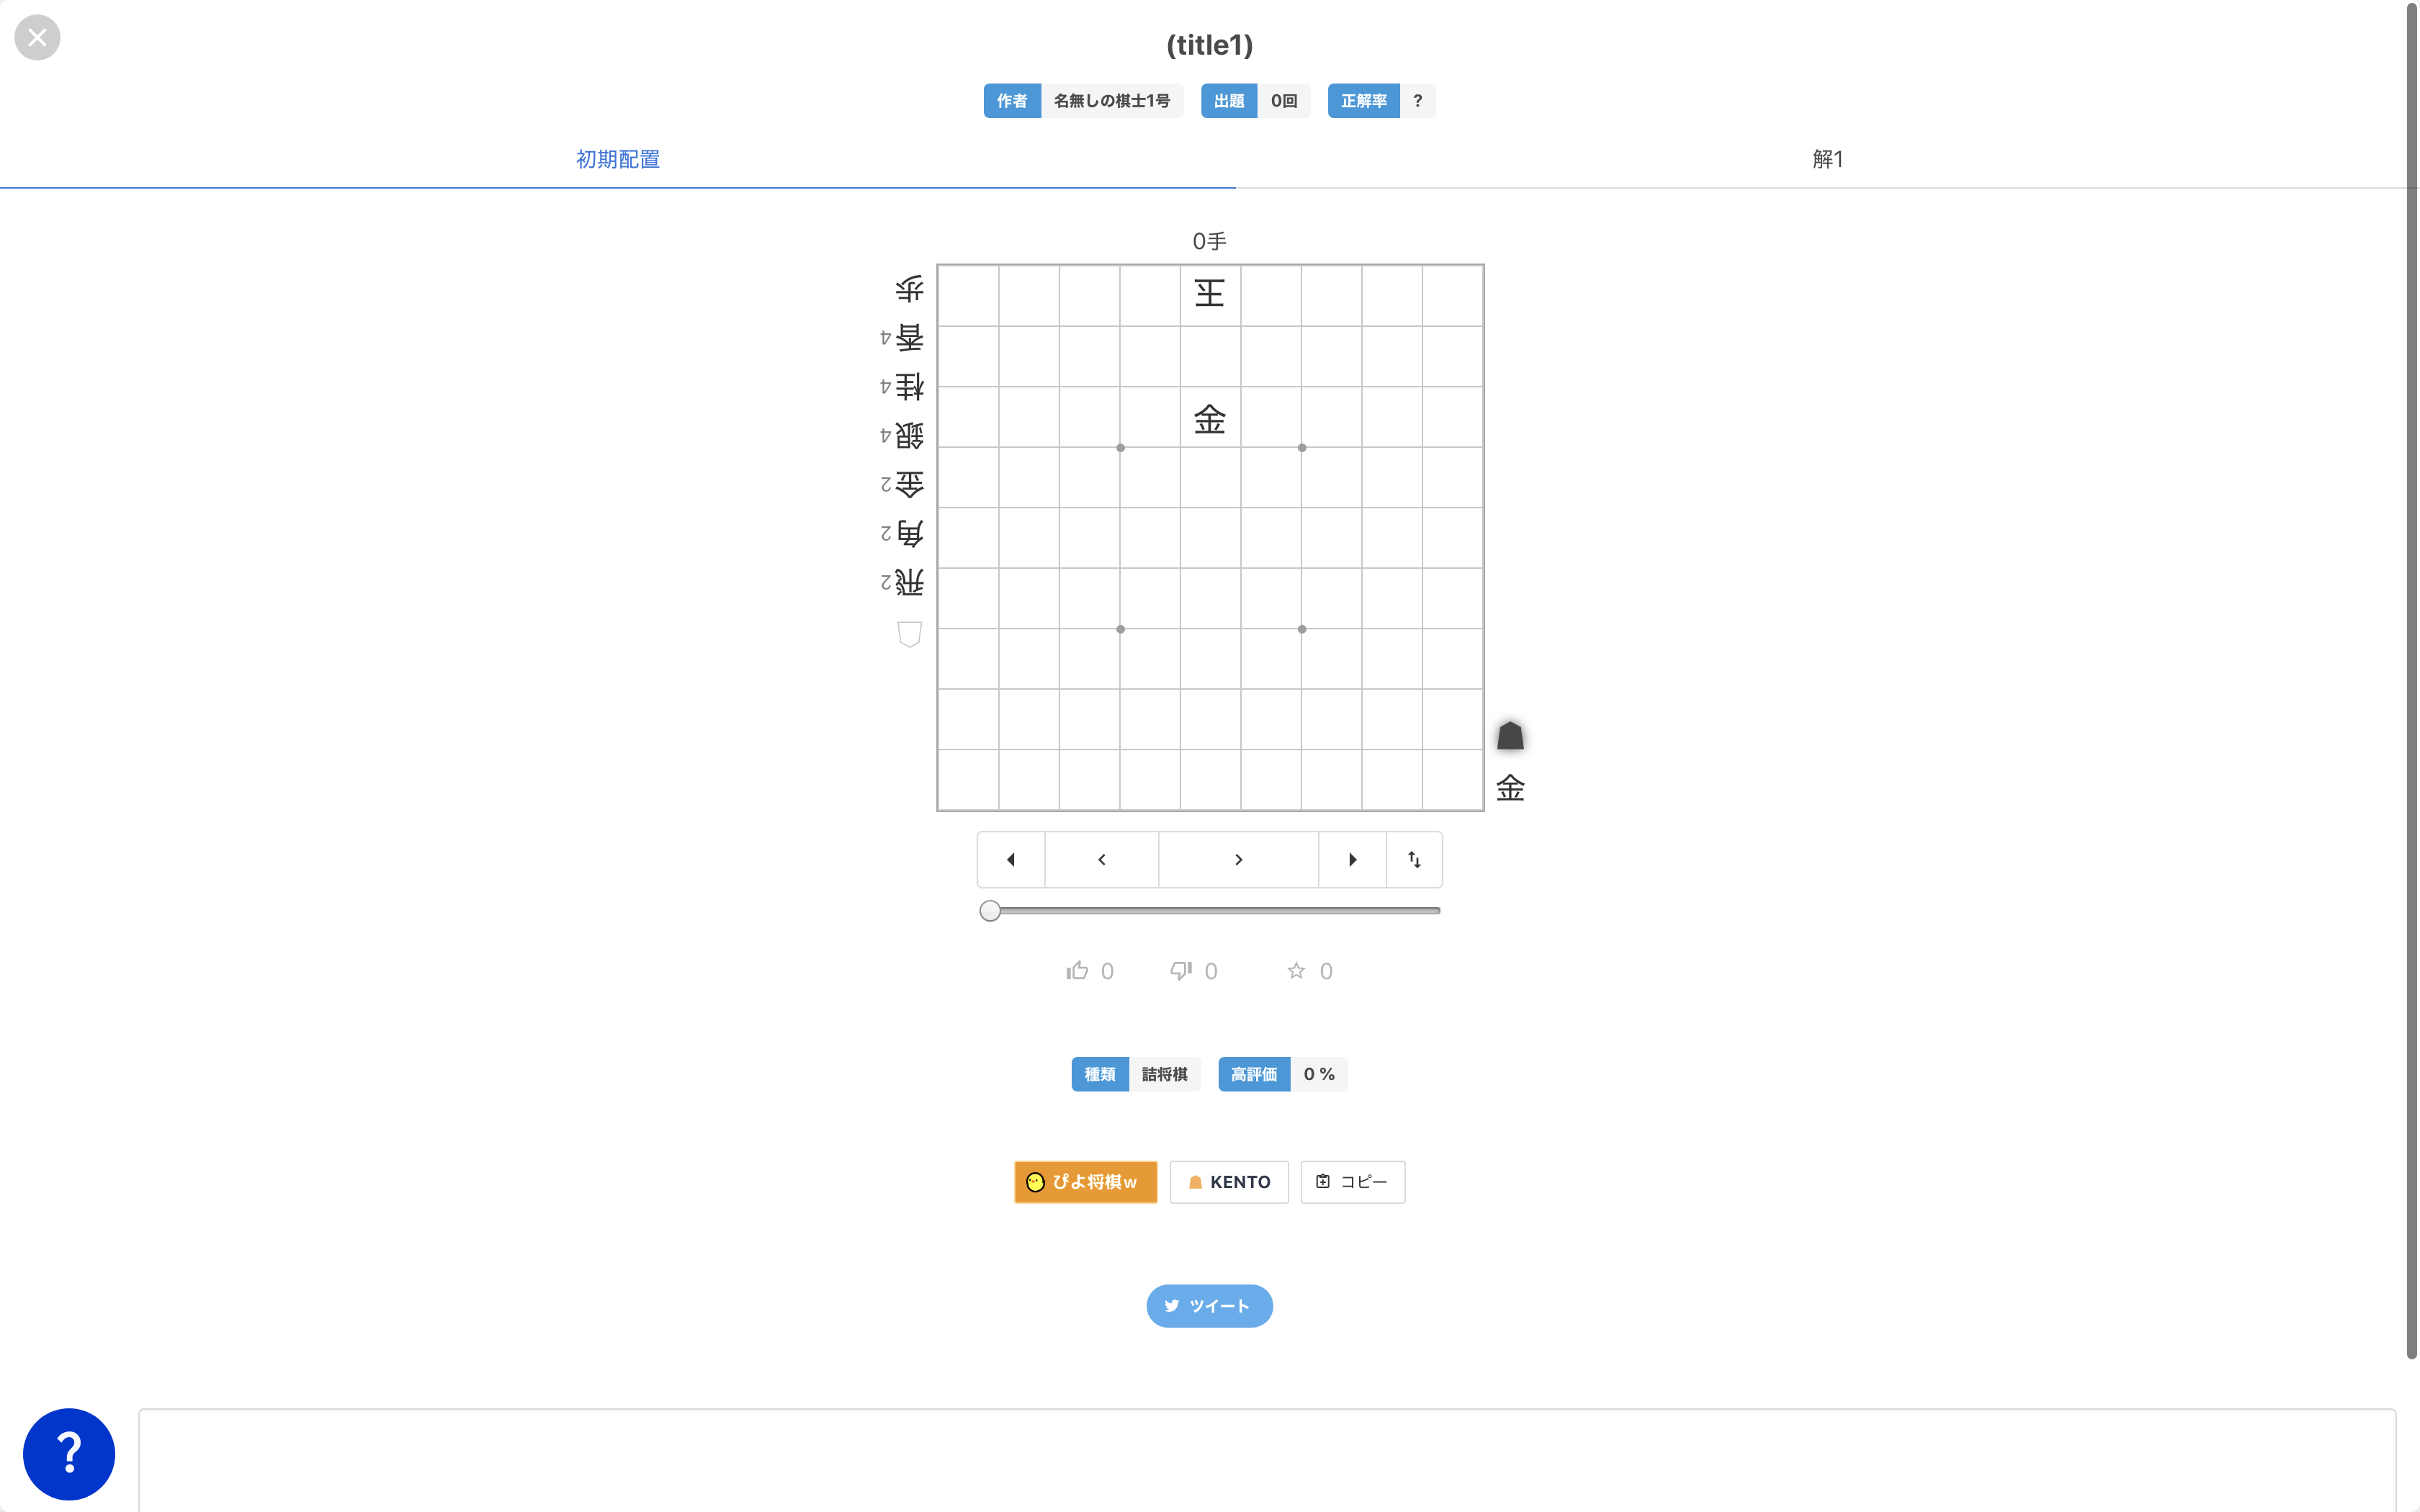 (title1)
作者 名無しの棋士1号 出題 0回 正解率 ?
初期配置 解1
0手
歩
香4
桂4
銀4
金2
角2
飛2
王
金
金
0 0 0
種類 詰将棋 高評価 0 %
ぴよ将棋w KENTO コピー
ツイート
?